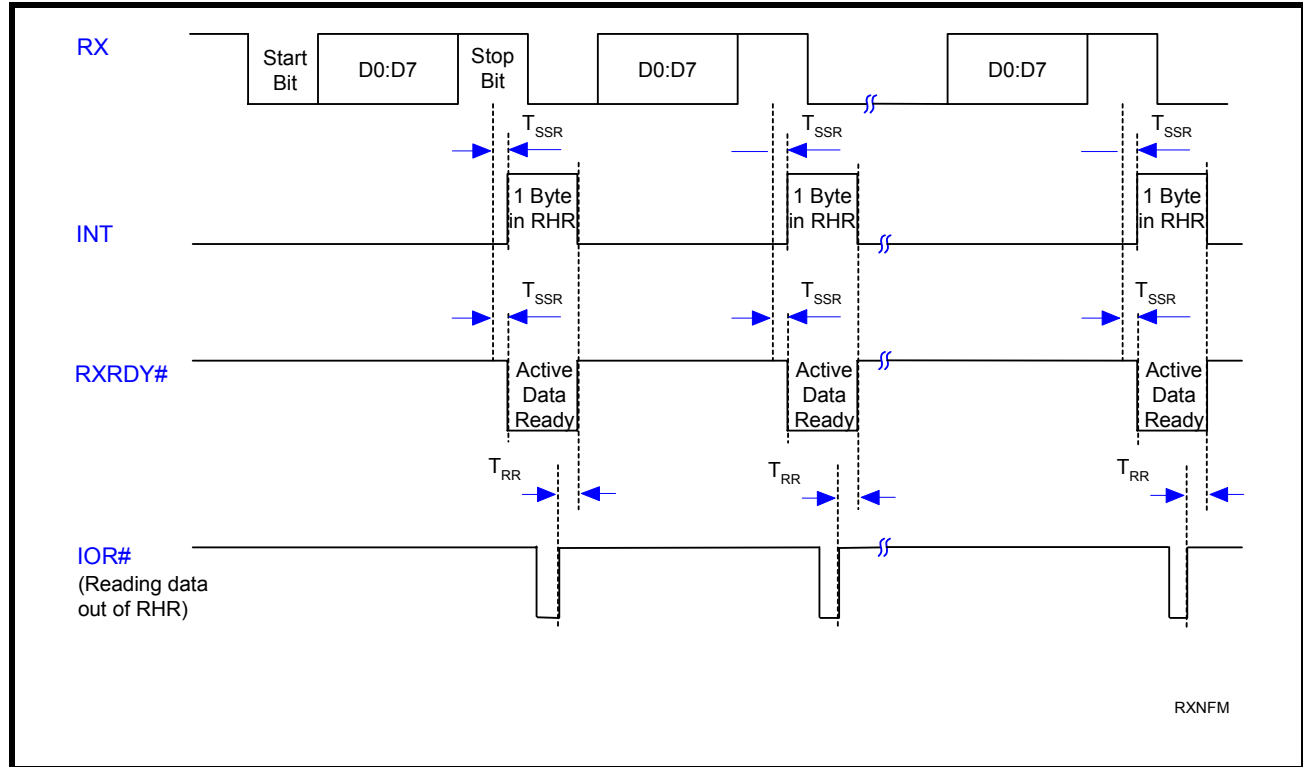 RX
Start
Bit
D0:D7
Stop
Bit
D0:D7
D0:D7
TSSR
TSSR
TSSR
INT
1 Byte
in RHR
1 Byte
in RHR
1 Byte
in RHR
TSSR
TSSR
TSSR
RXRDY#
Active
Data
Ready
Active
Data
Ready
Active
Data
Ready
TRR
TRR
TRR
IOR#
(Reading data
out of RHR)
RXNFM